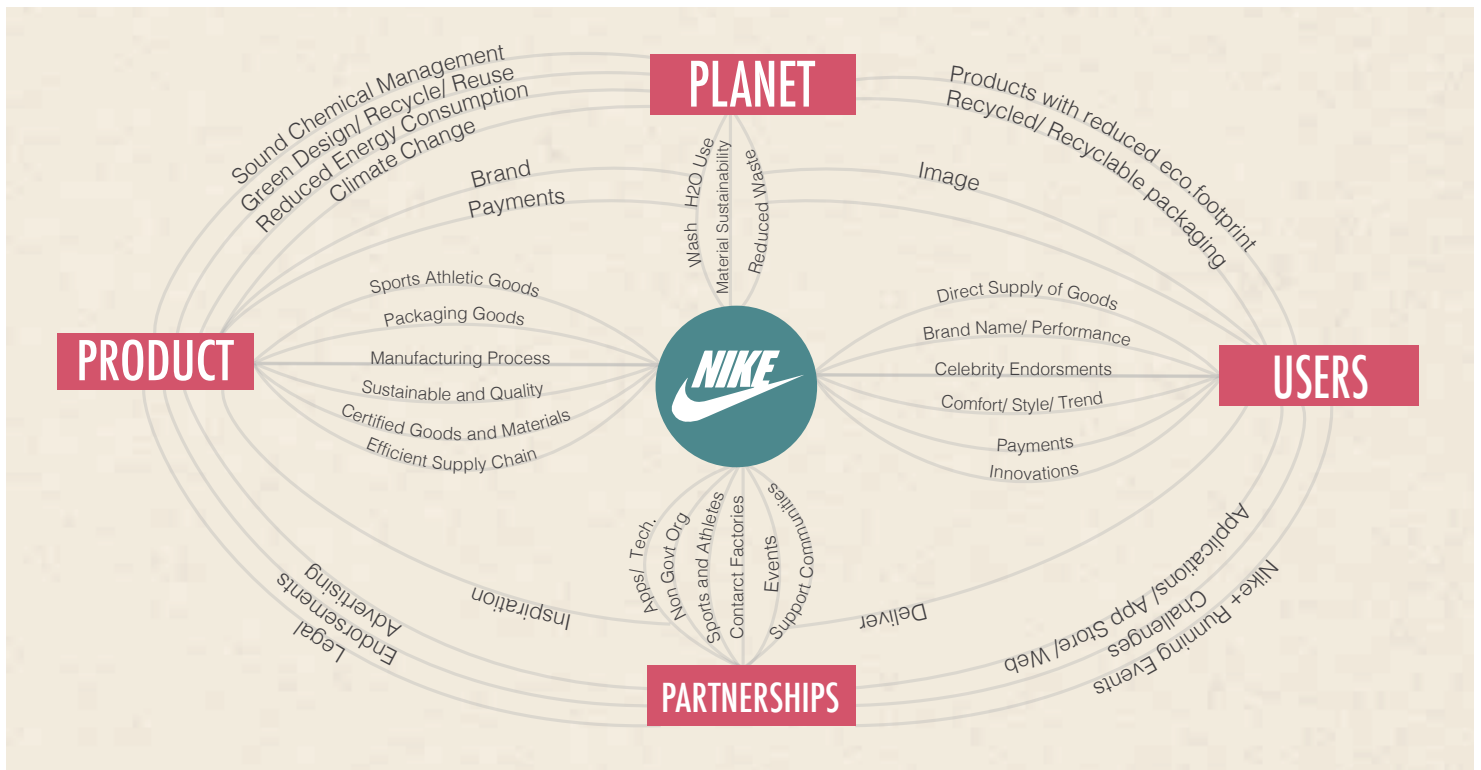 PLANET
Sound Chemical Management
Green Design/ Recycle/ Reuse
Reduced Energy Consumption
Climate Change
Brand
Payments
Products with reduced eco.footprint
Recycled/ Recyclable packaging
Image
Wash H2O Use
Material Sustainability
Reduced Waste
PRODUCT
Sports Athletic Goods
Packaging Goods
Manufacturing Process
Sustainable and Quality
Certified Goods and Materials
Efficient Supply Chain
NIKE
Direct Supply of Goods
Brand Name/ Performance
Celebrity Endorsments
Comfort/ Style/ Trend
Payments
Innovations
USERS
Apps/ Tech.
Non Govt Org
Sports and Athletes
Contarct Factories
Events
Support Communities
Inspiration
Advertising
Endorsements
Legal
Deliver
Applications/ App Store/ Web
Challenges
Nike+ Running Events
PARTNERSHIPS